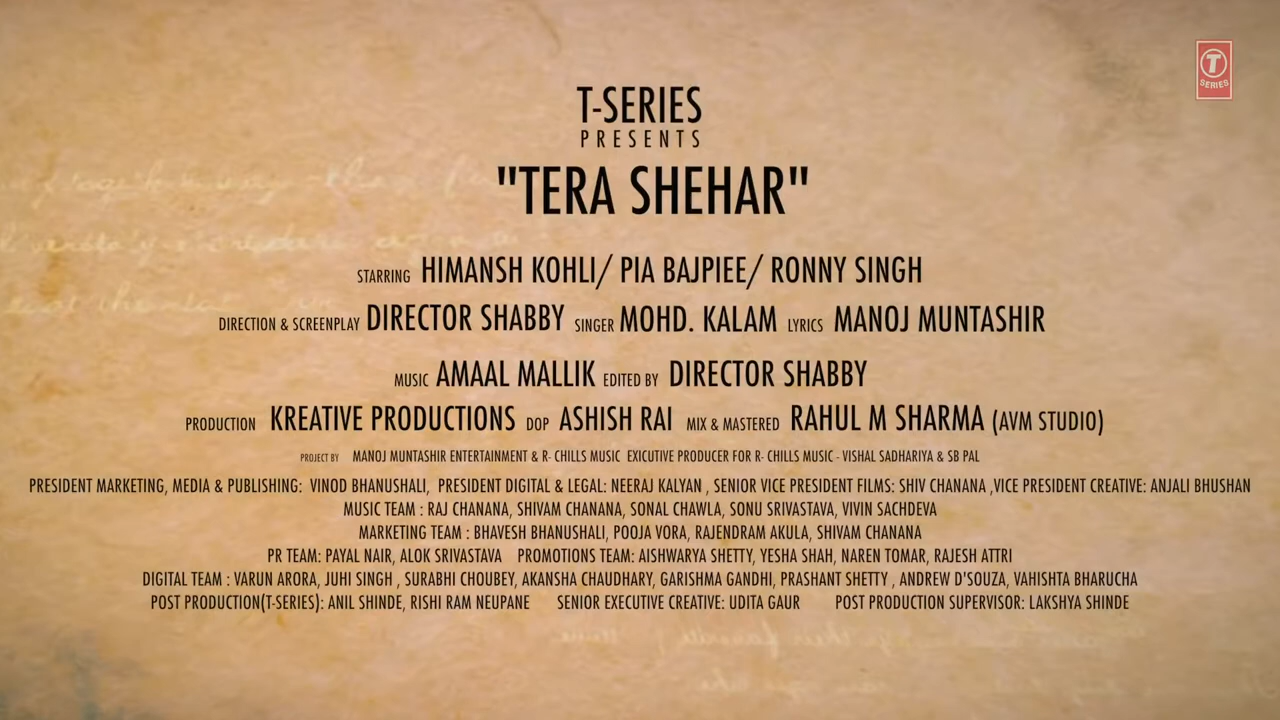 T SERIES
T-SERIES
PRESENTS
"TERA SHEHAR"
STARRING HIMANSH KOHLI/ PIA BAJPIEE/ RONNY SINGH
DIRECTION & SCREENPLAY DIRECTOR SHABBY SINGER MOHD. KALAM LYRICS MANOJ MUNTASHIR
MUSIC AMAAL MALLIK EDITED BY DIRECTOR SHABBY
PRODUCTION KREATIVE PRODUCTIONS DOP ASHISH RAI MIX & MASTERED RAHUL M SHARMA (AVM STUDIO)
PROJECT BY MANOJ MUNTASHIR ENTERTAINMENT & R- CHILLS MUSIC EXICUTIVE PRODUCER FOR R- CHILLS MUSIC - VISHAL SADHARIYA & SB PAL
PRESIDENT MARKETING, MEDIA & PUBLISHING: VINOD BHANUSHALI, PRESIDENT DIGITAL & LEGAL: NEERAJ KALYAN , SENIOR VICE PRESIDENT FILMS: SHIV CHANANA ,VICE PRESIDENT CREATIVE: ANJALI BHUSHAN
MUSIC TEAM : RAJ CHANANA, SHIVAM CHANANA, SONAL CHAWLA, SONU SRIVASTAVA, VIVIN SACHDEVA
MARKETING TEAM : BHAVESH BHANUSHALI, POOJA VORA, RAJENDRAM AKULA, SHIVAM CHANANA
PR TEAM: PAYAL NAIR, ALOK SRIVASTAVA PROMOTIONS TEAM: AISHWARYA SHETTY, YESHA SHAH, NAREN TOMAR, RAJESH ATTRI
DIGITAL TEAM : VARUN ARORA, JUHI SINGH , SURABHI CHOUBEY, AKANSHA CHAUDHARY, GARISHMA GANDHI, PRASHANT SHETTY , ANDREW D'SOUZA, VAHISHTA BHARUCHA
POST PRODUCTION(T-SERIES): ANIL SHINDE, RISHI RAM NEUPANE SENIOR EXECUTIVE CREATIVE: UDITA GAUR POST PRODUCTION SUPERVISOR: LAKSHYA SHINDE